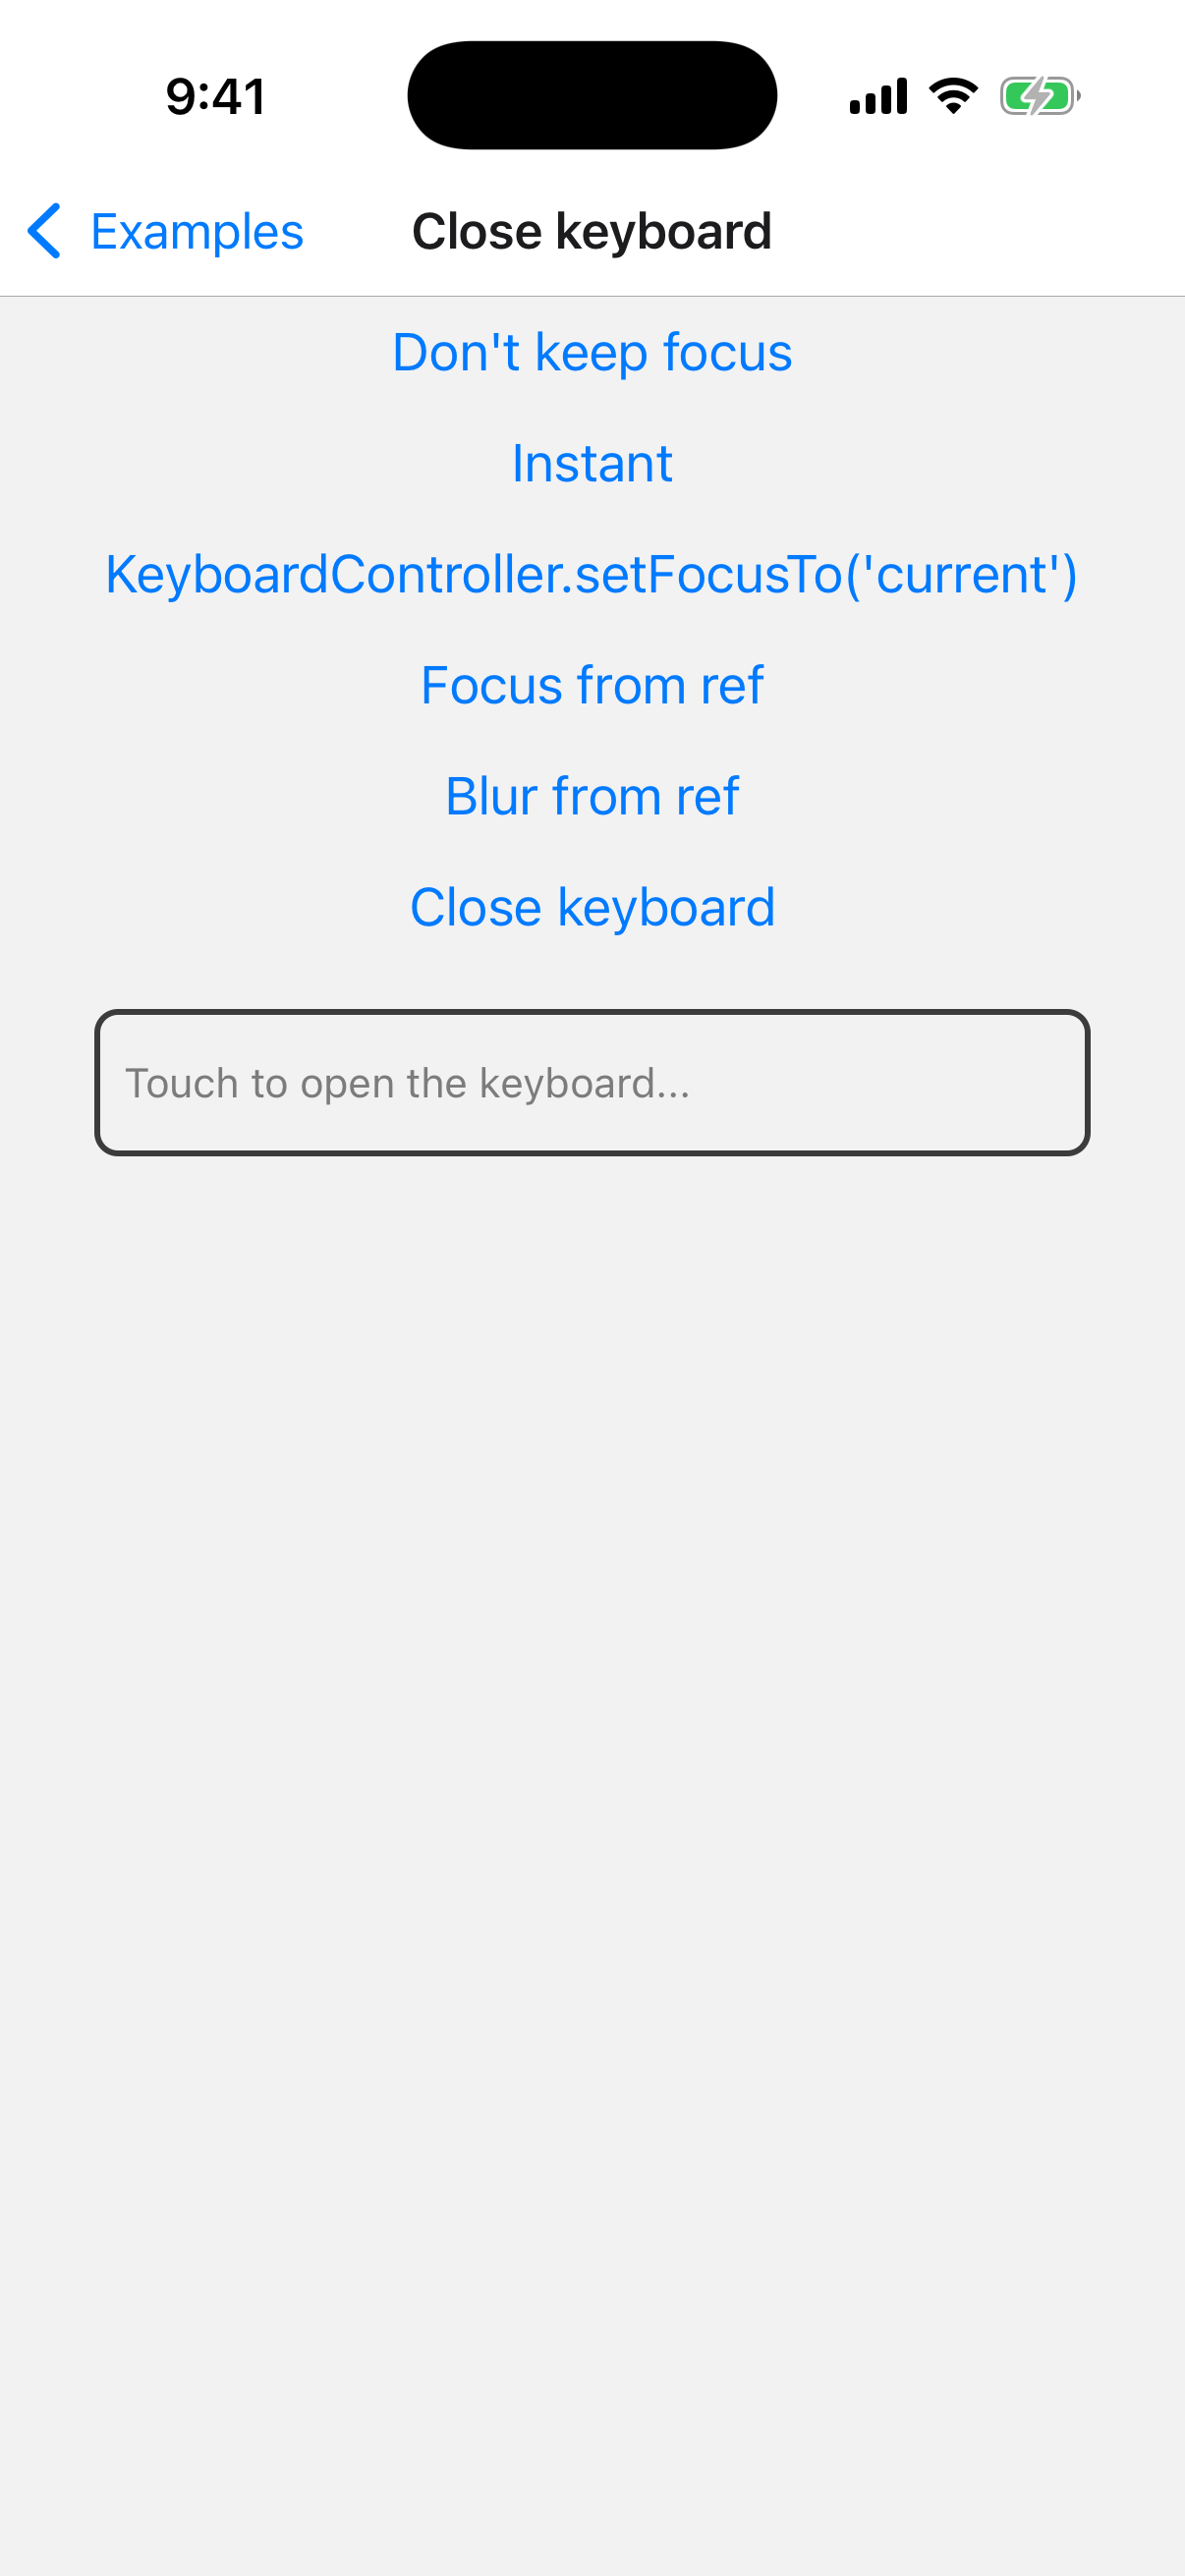 9:41
Examples
Close keyboard
Don't keep focus
Instant
KeyboardController.setFocusTo('current')
Focus from ref
Blur from ref
Close keyboard
Touch to open the keyboard...